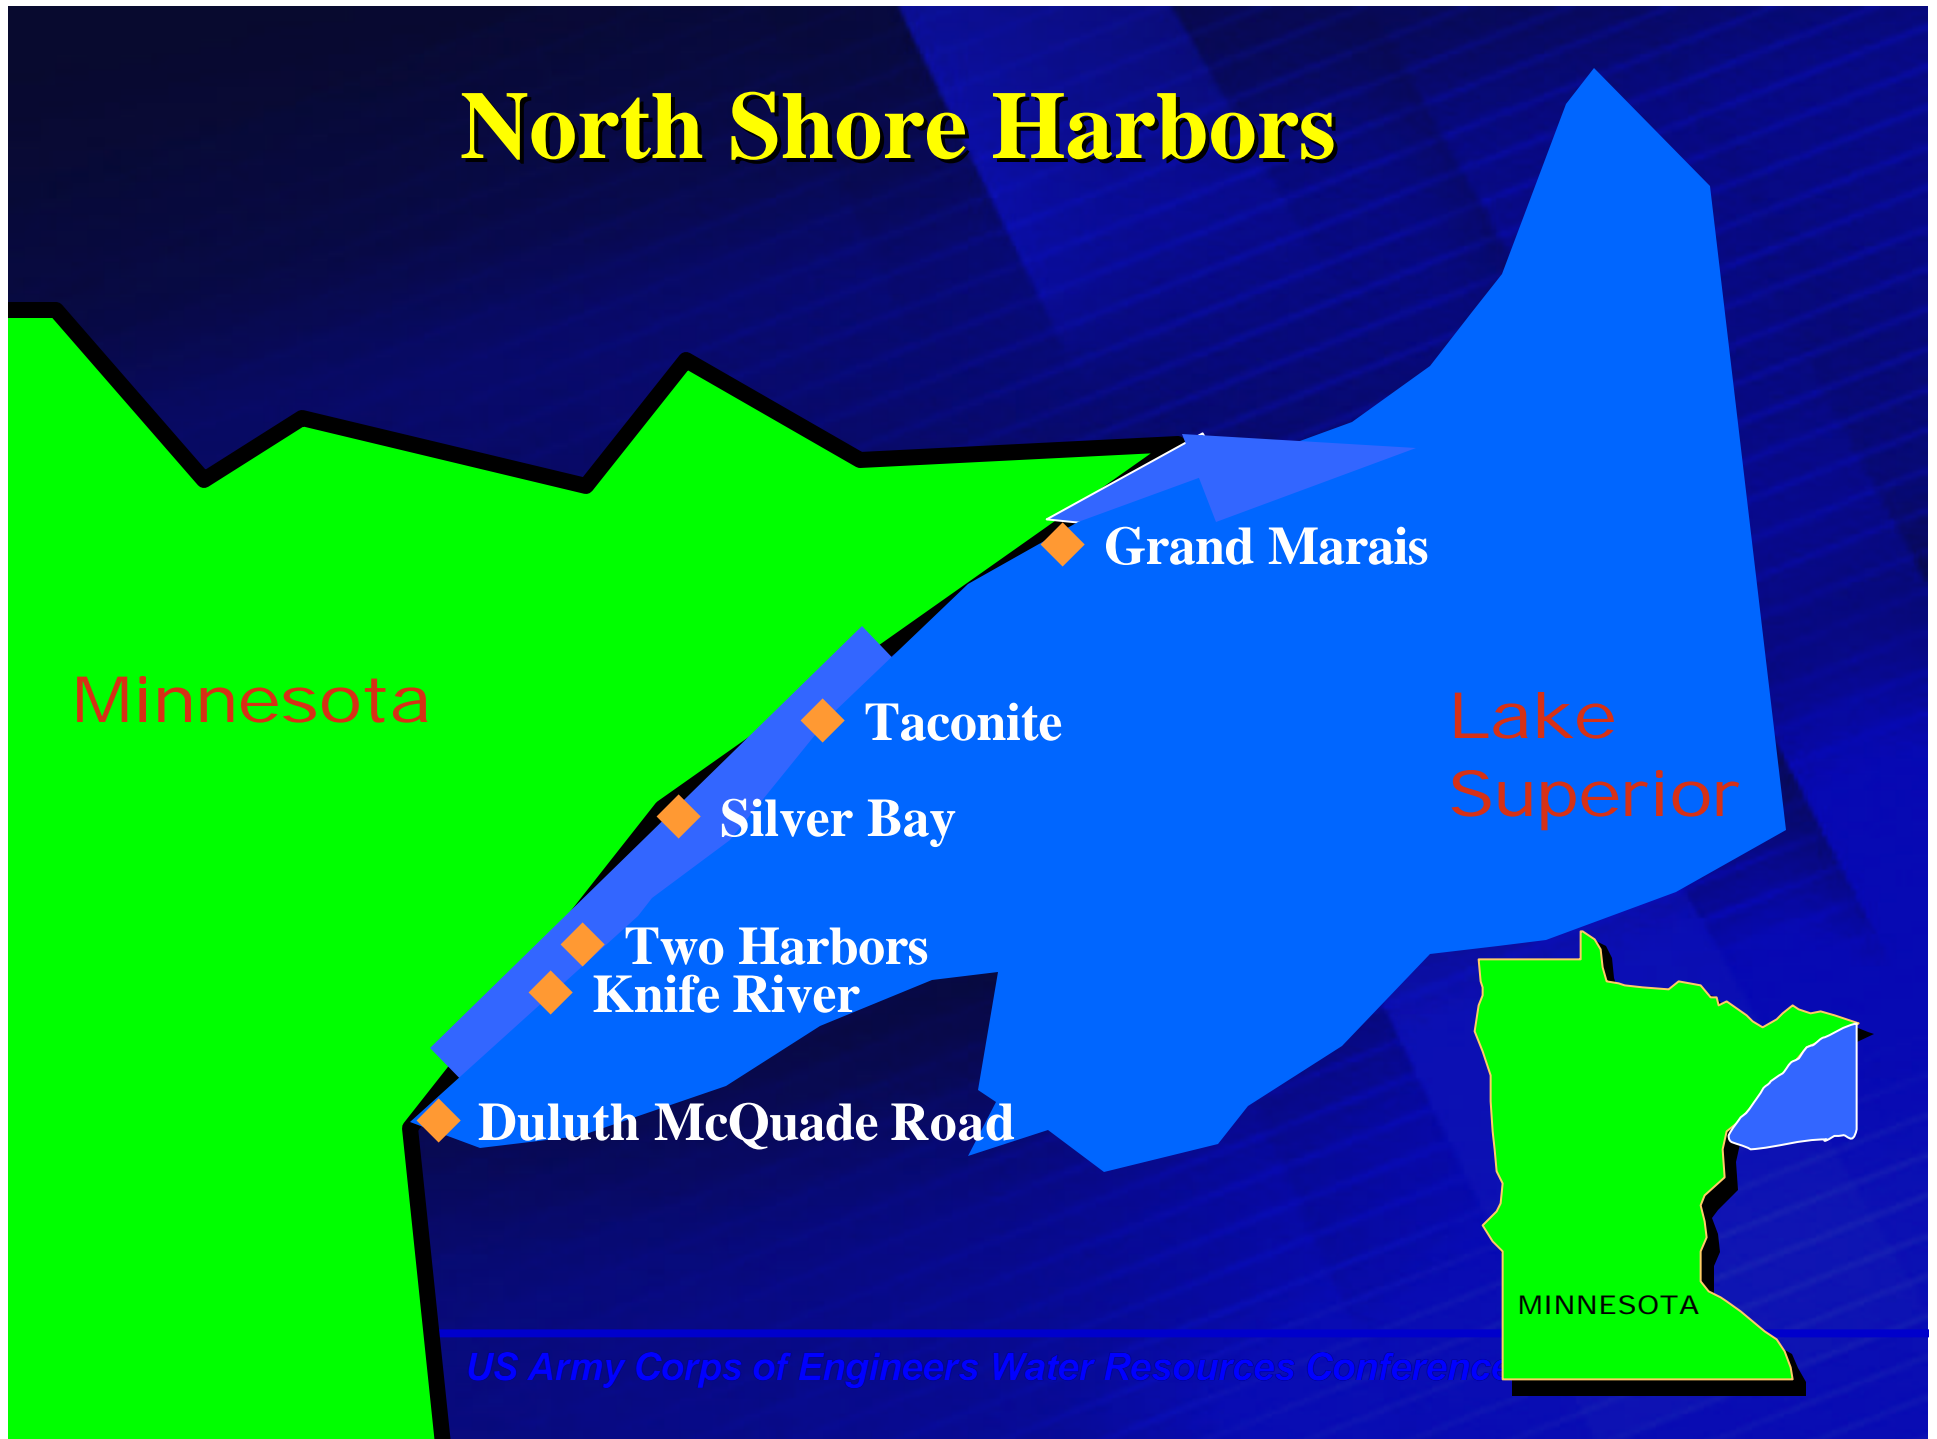 North Shore Harbors
Grand Marais
Minnesota
Taconite
Lake
Superior
Silver Bay
Two Harbors
Knife River
Duluth McQuade Road
MINNESOTA
US Army Corps of Engineers Water Resources Conference